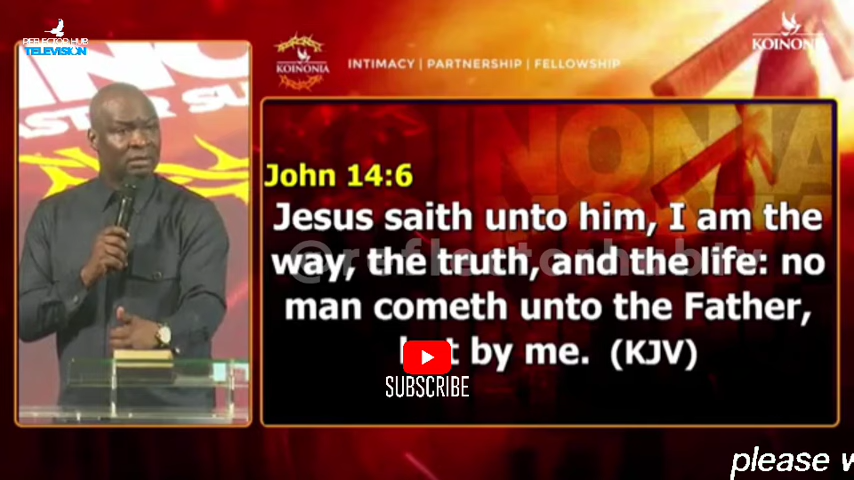 REFLECTOR HUB
TELEVISION
KOINONIA
INTIMACY | PARTNERSHIP | FELLOWSHIP
KOINONIA
John 14:6
Jesus saith unto him, I am the
way, the truth, and the life: no
man cometh unto the Father,
by me. (KJV)
@reflectorhubtv
SUBSCRIBE
please